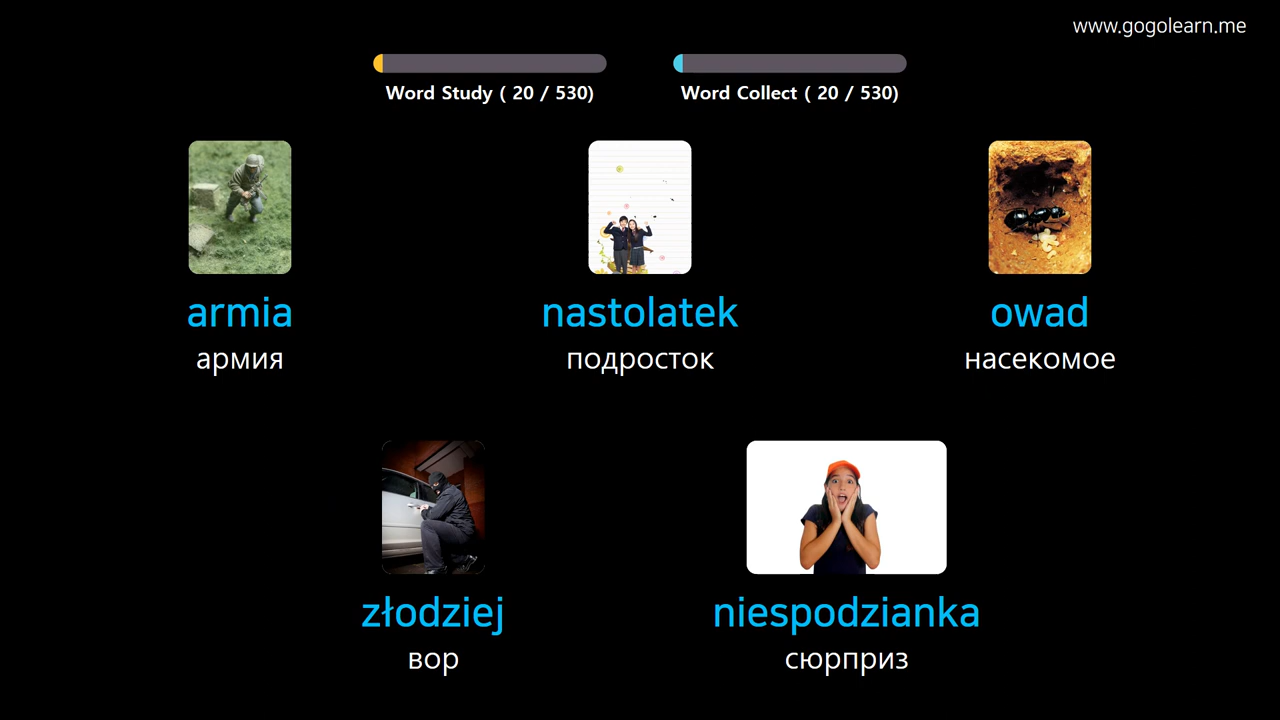 www.gogolearn.me
Word Study ( 20 / 530)
Word Collect ( 20 / 530)
armia
армия
nastolatek
подросток
owad
насекомое
złodziej
вор
niespodzianka
сюрприз